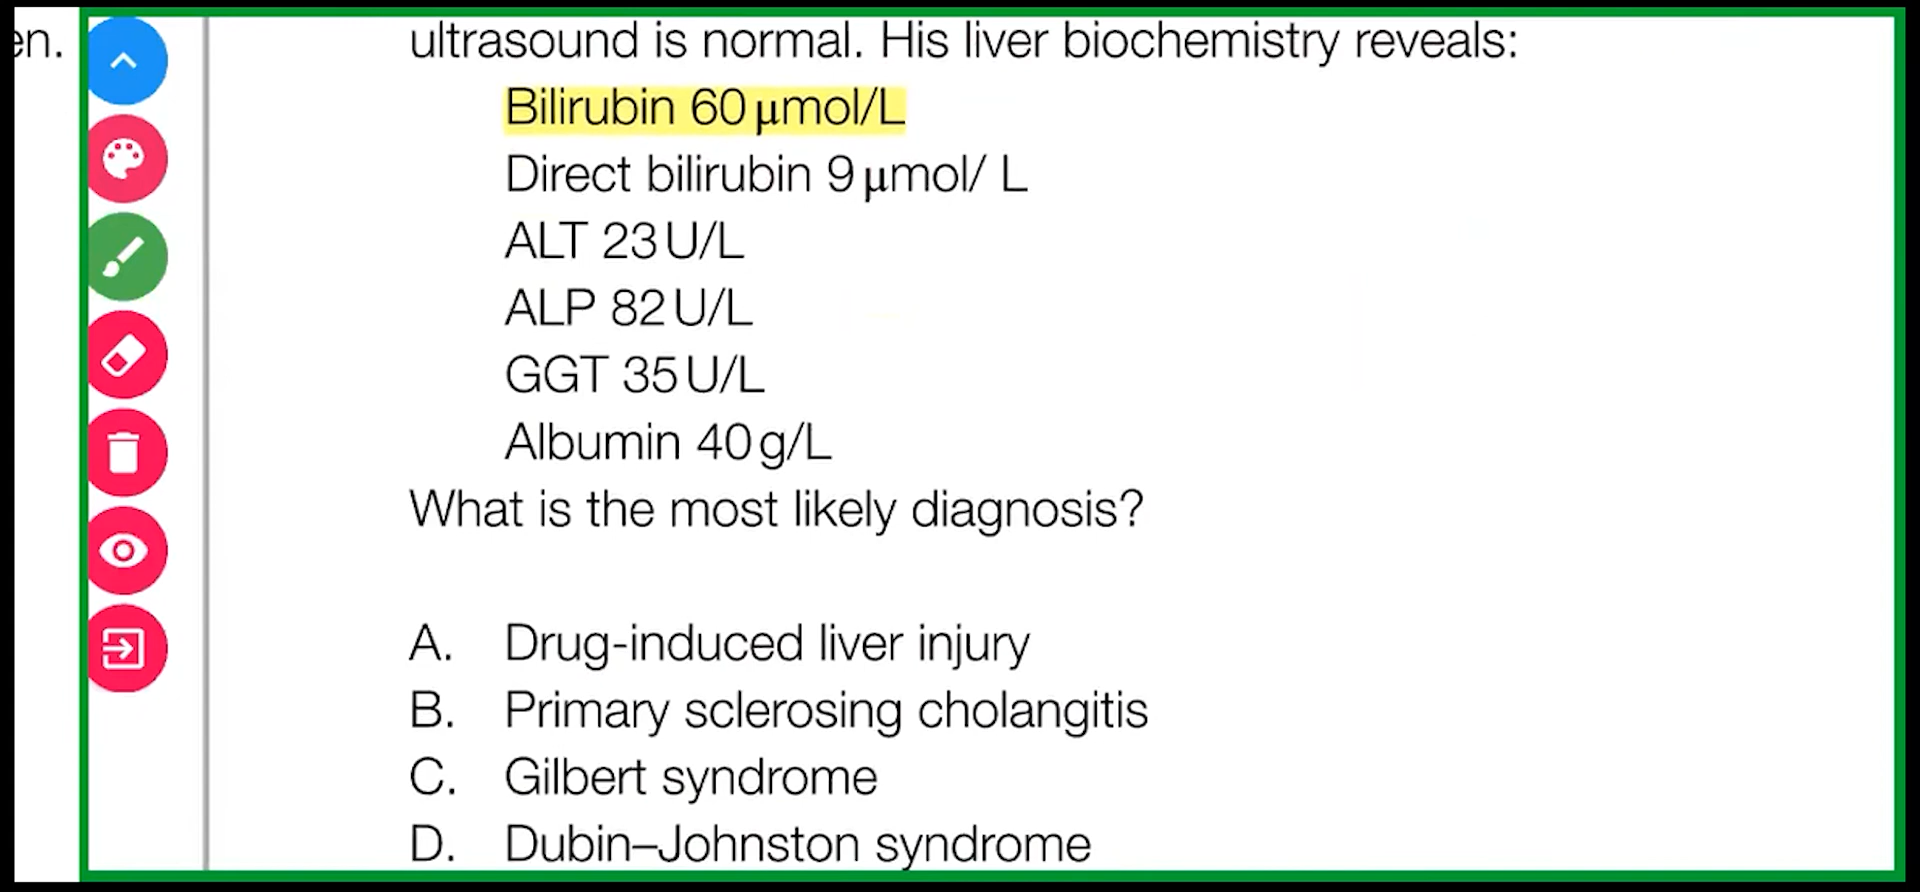 en.
ultrasound is normal. His liver biochemistry reveals:
Bilirubin 60 μmol/L
Direct bilirubin 9 μmol/ L
ALT 23 U/L
ALP 82 U/L
GGT 35 U/L
Albumin 40 g/L
What is the most likely diagnosis?
A. Drug-induced liver injury
B. Primary sclerosing cholangitis
C. Gilbert syndrome
D. Dubin–Johnston syndrome